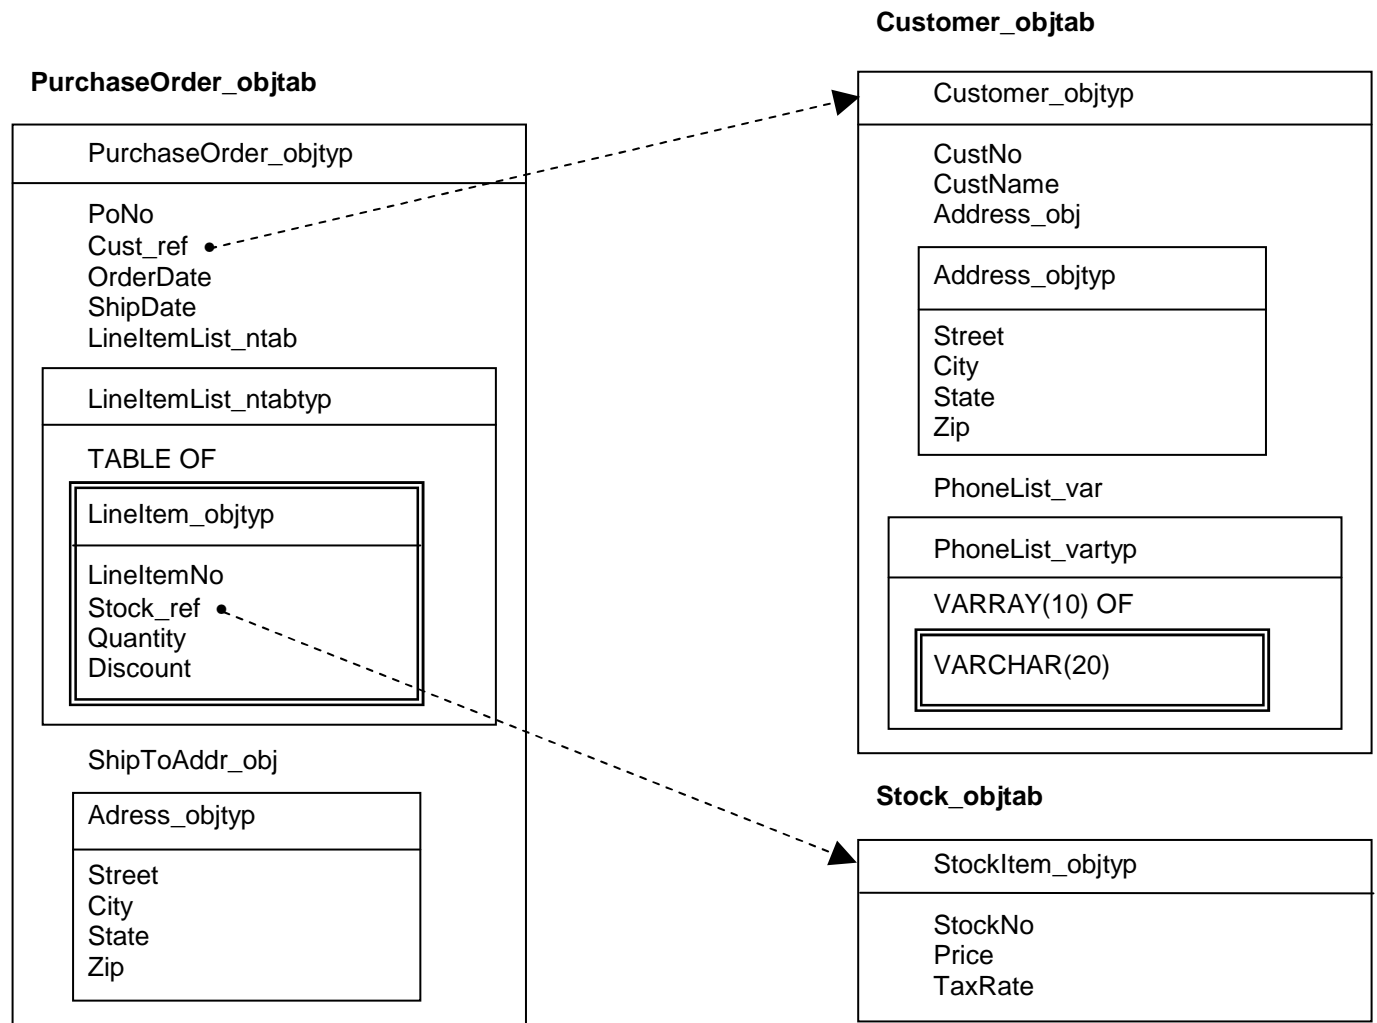 PurchaseOrder_objtab
PurchaseOrder_objtyp
PoNo
Cust_ref
OrderDate
ShipDate
LineItemList_ntab
LineItemList_ntabtyp
TABLE OF
LineItem_objtyp
LineItemNo
Stock_ref
Quantity
Discount
ShipToAddr_obj
Adress_objtyp
Street
City
State
Zip
Customer_objtab
Customer_objtyp
CustNo
CustName
Address_obj
Address_objtyp
Street
City
State
Zip
PhoneList_var
PhoneList_vartyp
VARRAY(10) OF
VARCHAR(20)
Stock_objtab
StockItem_objtyp
StockNo
Price
TaxRate